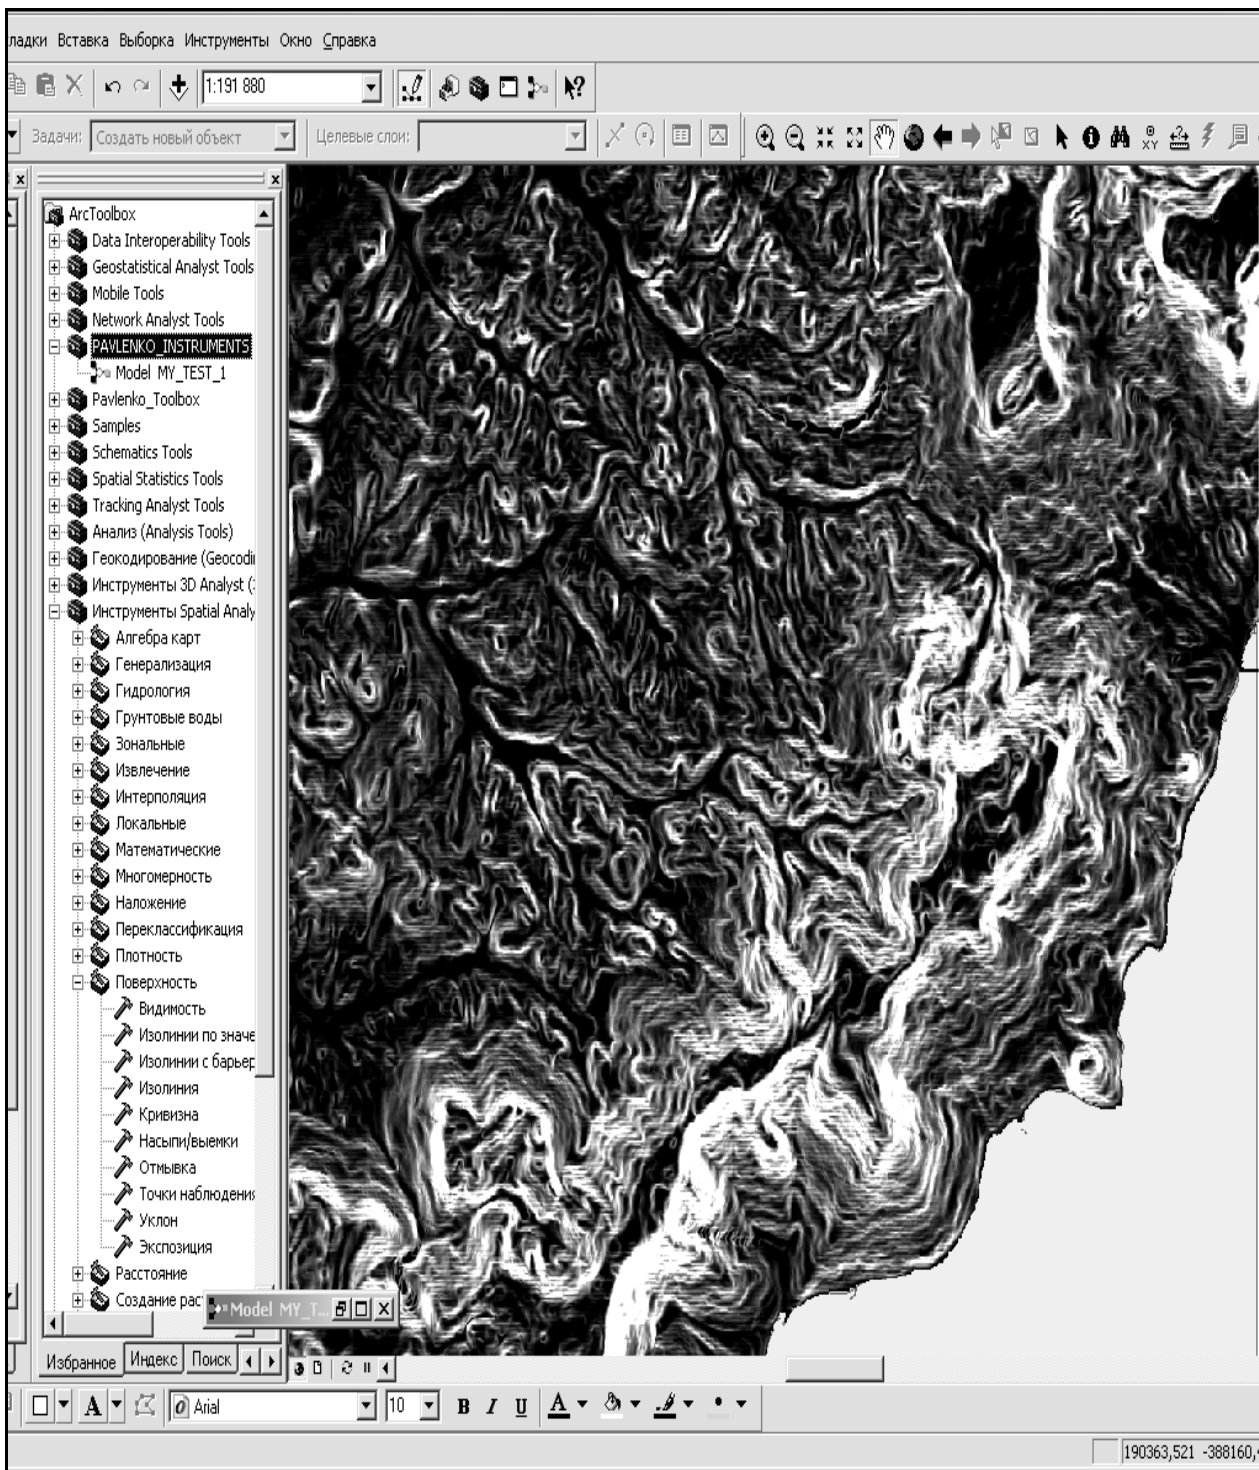 ладки Вставка Выборка Инструменты Окно Справка
1:191 880
Задачи: Создать новый объект Целевые слои:
ArcToolbox
Data Interoperability Tools
Geostatistical Analyst Tools
Mobile Tools
Network Analyst Tools
PAVLENKO_INSTRUMENTS
Model MY_TEST_1
Pavlenko_Toolbox
Samples
Schematics Tools
Spatial Statistics Tools
Tracking Analyst Tools
Анализ (Analysis Tools)
Геокодирование (Geocodi
Инструменты 3D Analyst (
Инструменты Spatial Analy
Алгебра карт
Генерализация
Гидрология
Грунтовые воды
Зональные
Извлечение
Интерполяция
Локальные
Математические
Многомерность
Наложение
Переклассификация
Плотность
Поверхность
Видимость
Изолинии по значе
Изолинии с барьер
Изолиния
Кривизна
Насыпи/выемки
Отмывка
Точки наблюдения
Уклон
Экспозиция
Расстояние
Создание рас
Model MY_T...
Избранное Индекс Поиск
A Arial 10 B I U A
190363,521 -388160,